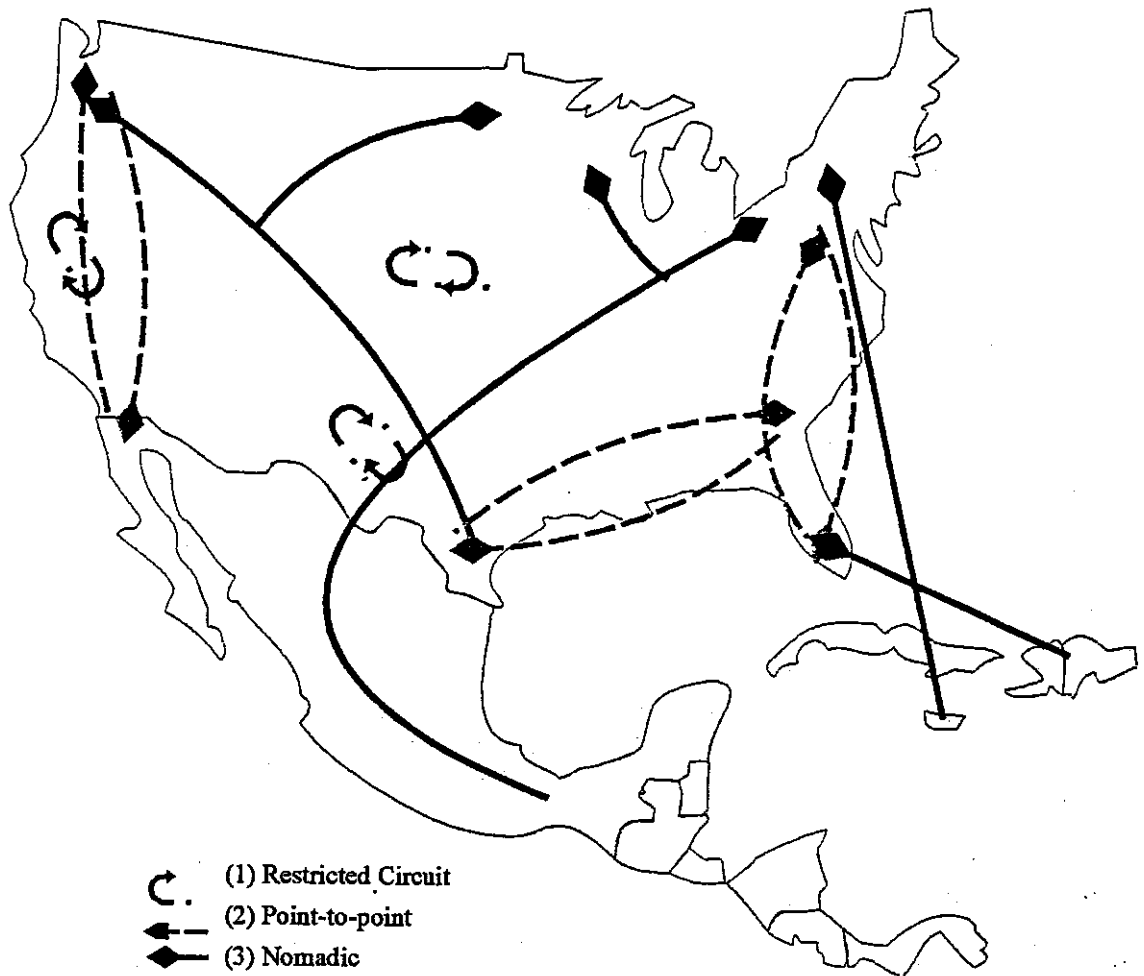 (1) Restricted Circuit
(2) Point-to-point
(3) Nomadic